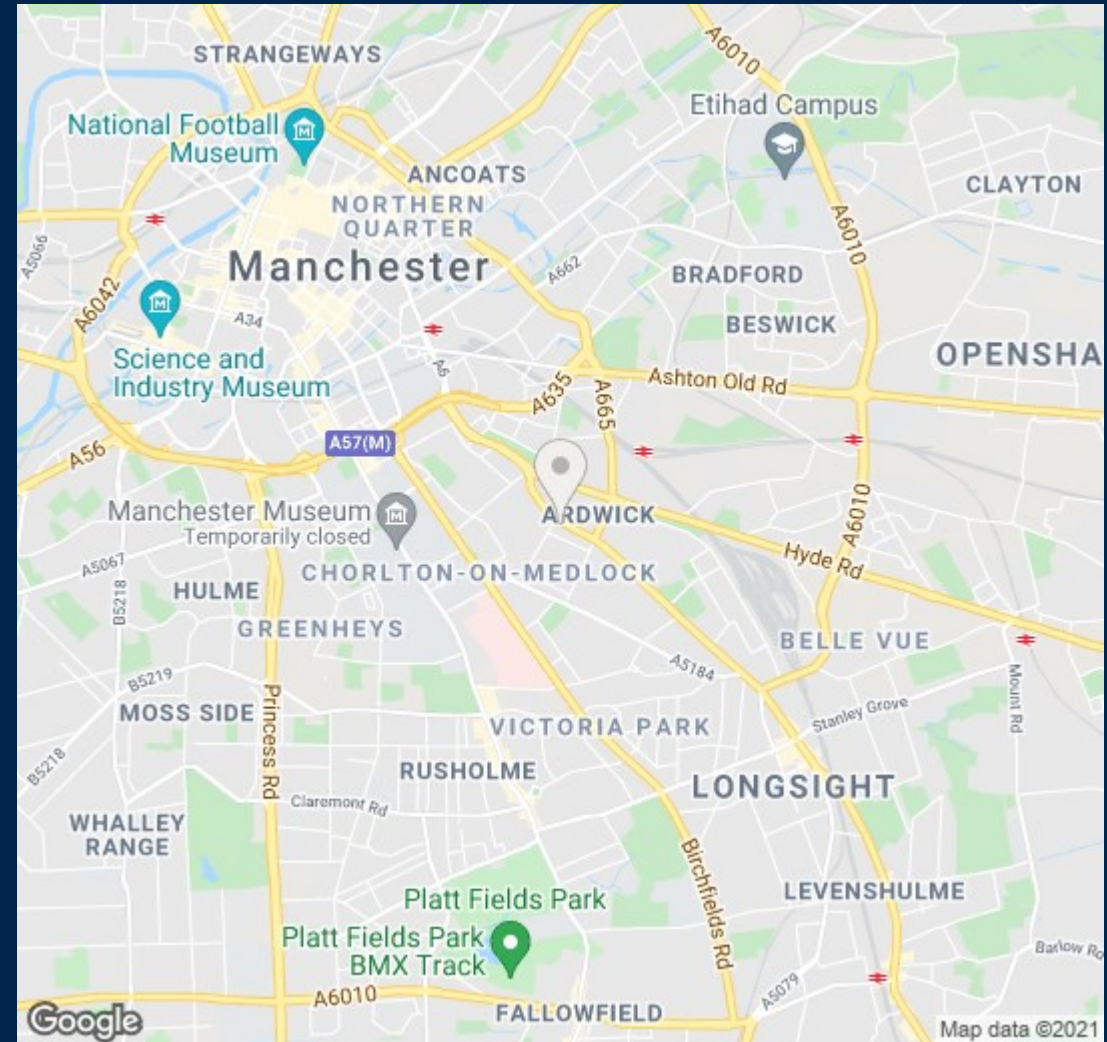 STRANGEWAYS
A6010
Etihad Campus
National Football
Museum
ANCOATS
CLAYTON
NORTHERN
QUARTER
A6010
A5066
Manchester
A662
BRADFORD
A6042
A34
BESWICK
Science and
Industry Museum
A6
OPENSHA
A635
A665
Ashton Old Rd
A57(M)
A56
Manchester Museum
Temporarily closed
ARDWICK
A6010
Hyde Rd
A5067
B5218
HULME
CHORLTON-ON-MEDLOCK
GREENHEYS
BELLE VUE
B5219
A5184
Mount Rd
MOSS SIDE
Princess Rd
VICTORIA PARK
Stanley Grove
B5218
RUSHOLME
LONGSIGHT
Claremont Rd
WHALLEY
RANGE
Birchfields Rd
LEVENSHULME
Platt Fields Park
Platt Fields Park
BMX Track
Barlow Ro
A5079
A6010
FALLOWFIELD
Google
Map data ©2021